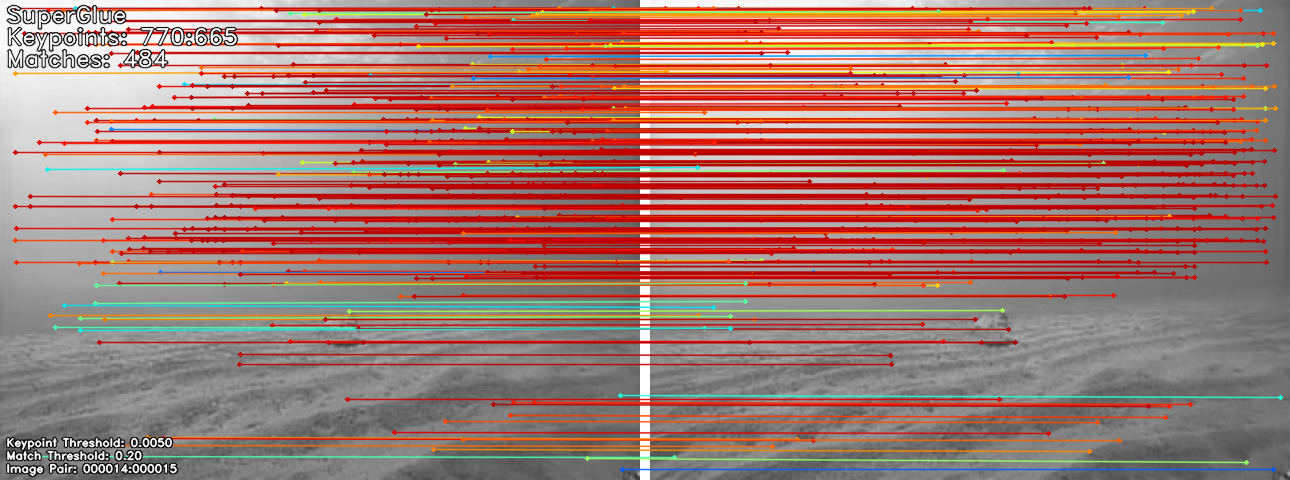 SuperGlue
Keypoints: 770:665
Matches: 484
Keypoint Threshold: 0.0050
Match Threshold: 0.20
Image Pair: 000014:000015